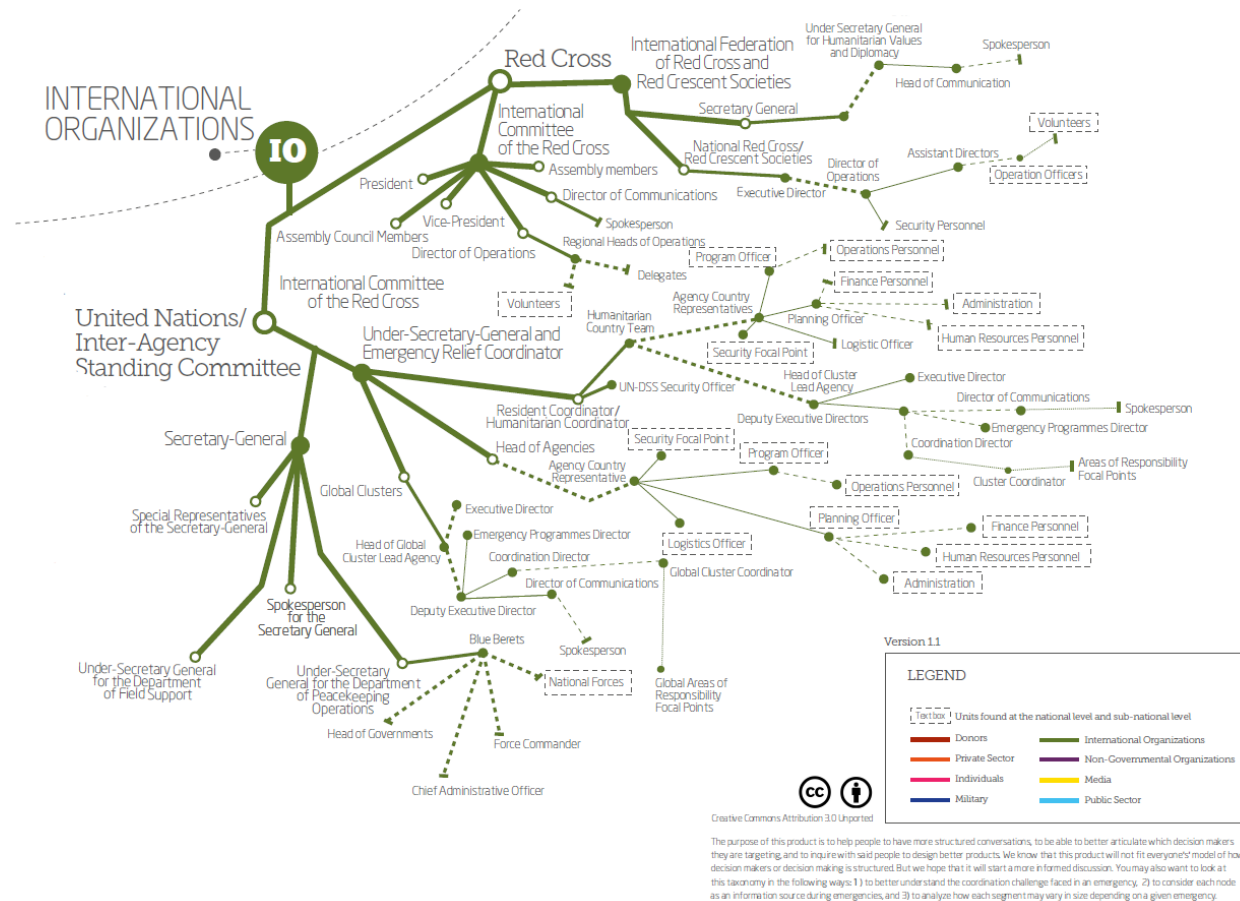 INTERNATIONAL
ORGANIZATIONS
IO
Red Cross
International Federation
of Red Cross and
Red Crescent Societies
Under Secretary General
for Humanitarian Values
and Diplomacy
Spokesperson
Head of Communication
Secretary General
International
Committee
of the Red Cross
National Red Cross/
Red Crescent Societies
Volunteers
Assistant Directors
Director of
Operations
Operation Officers
Executive Director
Security Personnel
President
Assembly members
Director of Communications
Vice-President
Spokesperson
Assembly Council Members
Director of Operations
Regional Heads of Operations
Delegates
Volunteers
International Committee
of the Red Cross
United Nations/
Inter-Agency
Standing Committee
Under-Secretary-General and
Emergency Relief Coordinator
Humanitarian
Country Team
Program Officer
Operations Personnel
Finance Personnel
Agency Country
Representatives
Administration
Planning Officer
Human Resources Personnel
Logistic Officer
Security Focal Point
UN-DSS Security Officer
Head of Cluster
Lead Agency
Executive Director
Resident Coordinator/
Humanitarian Coordinator
Deputy Executive Directors
Director of Communications
Spokesperson
Emergency Programmes Director
Coordination Director
Areas of Responsibility
Focal Points
Cluster Coordinator
Secretary-General
Head of Agencies
Security Focal Point
Program Officer
Agency Country
Representative
Operations Personnel
Global Clusters
Special Representatives
of the Secretary-General
Executive Director
Planning Officer
Finance Personnel
Emergency Programmes Director
Logistics Officer
Head of Global
Cluster Lead Agency
Coordination Director
Human Resources Personnel
Global Cluster Coordinator
Director of Communications
Administration
Deputy Executive Director
Spokesperson
for the
Secretary General
Blue Berets
Spokesperson
Under-Secretary General
for the Department
of Field Support
Under-Secretary
General for the Department
of Peacekeeping
Operations
National Forces
Global Areas of
Responsibility
Focal Points
Head of Governments
Force Commander
Chief Administrative Officer
Version 1.1
LEGEND
Text box Units found at the national level and sub-national level
Donors
International Organizations
Private Sector
Non-Governmental Organizations
Individuals
Media
Military
Public Sector
cc
Creative Commons Attribution 3.0 Unported
The purpose of this product is to help people to have more structured conversations, to be able to better articulate which decision makers
they are targeting, and to inquire with said people to design better products. We know that this product will not fit everyone's' model of how
decision makers or decision making is structured. But we hope that it will start a more informed discussion. You may also want to look at
this taxonomy in the following ways: 1) to better understand the coordination challenge faced in an emergency, 2) to consider each node
as an information source during emergencies, and 3) to analyze how each segment may vary in size depending on a given emergency.